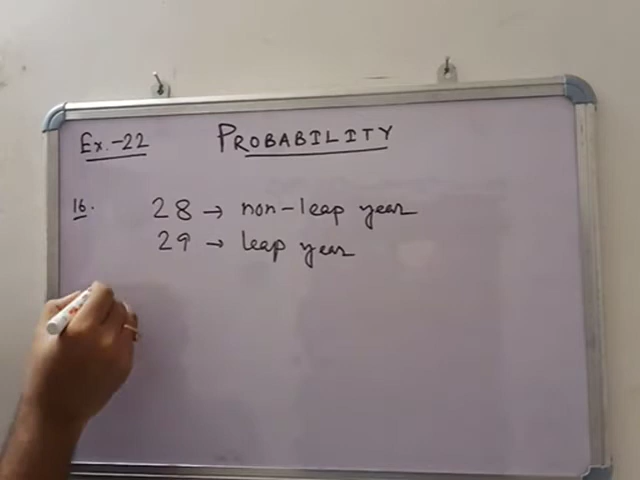 Ex.-22
PROBABILITY
16. 28 → non-leap year
29 → leap year